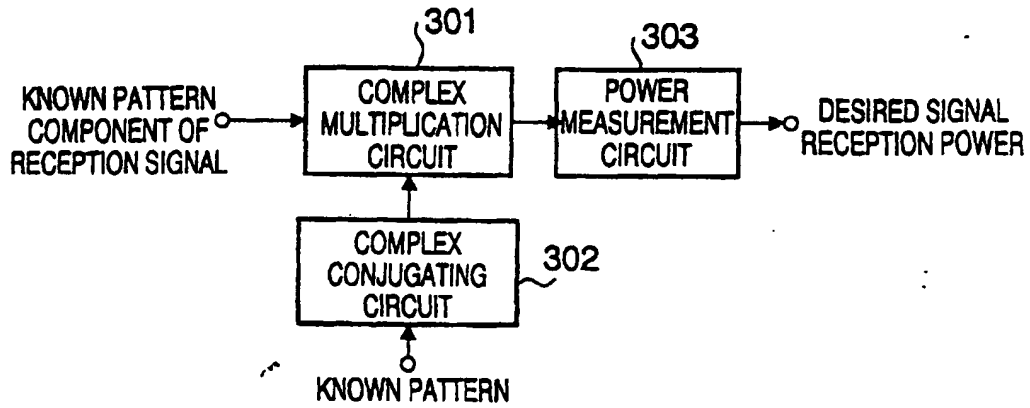 301
303
KNOWN PATTERN
COMPONENT OF
RECEPTION SIGNAL
COMPLEX
MULTIPLICATION
CIRCUIT
POWER
MEASUREMENT
CIRCUIT
DESIRED SIGNAL
RECEPTION POWER
COMPLEX
CONJUGATING
CIRCUIT
302
KNOWN PATTERN